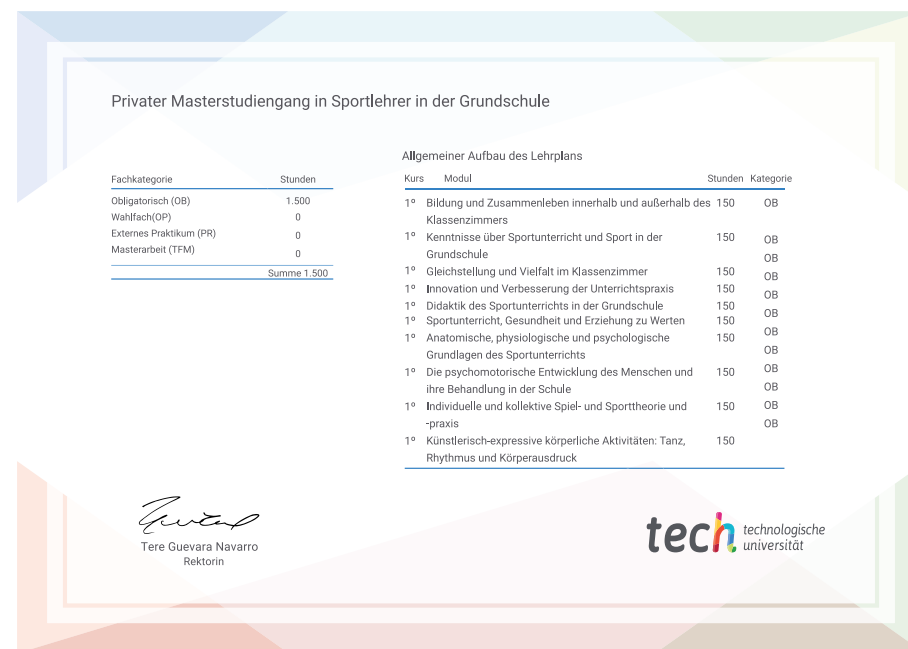 Privater Masterstudiengang in Sportlehrer in der Grundschule
Fachkategorie Stunden
Obligatorisch (OB) 1.500
Wahlfach(OP) 0
Externes Praktikum (PR) 0
Masterarbeit (TFM) 0
Summe 1.500
Allgemeiner Aufbau des Lehrplans
Kurs Modul Stunden Kategorie
1º Bildung und Zusammenleben innerhalb und außerhalb des 150 OB
Klassenzimmers
1º Kenntnisse über Sportunterricht und Sport in der 150 OB
Grundschule OB
1º Gleichstellung und Vielfalt im Klassenzimmer 150 OB
1º Innovation und Verbesserung der Unterrichtspraxis 150 OB
1º Didaktik des Sportunterrichts in der Grundschule 150 OB
1º Sportunterricht, Gesundheit und Erziehung zu Werten 150 OB
1º Anatomische, physiologische und psychologische 150 OB
Grundlagen des Sportunterrichts
1º Die psychomotorische Entwicklung des Menschen und 150 OB
ihre Behandlung in der Schule OB
1º Individuelle und kollektive Spiel- und Sporttheorie und 150 OB
-praxis OB
1º Künstlerisch-expressive körperliche Aktivitäten: Tanz, 150
Rhythmus und Körperausdruck
Tere Guevara Navarro
Rektorin
tech technologische
universität